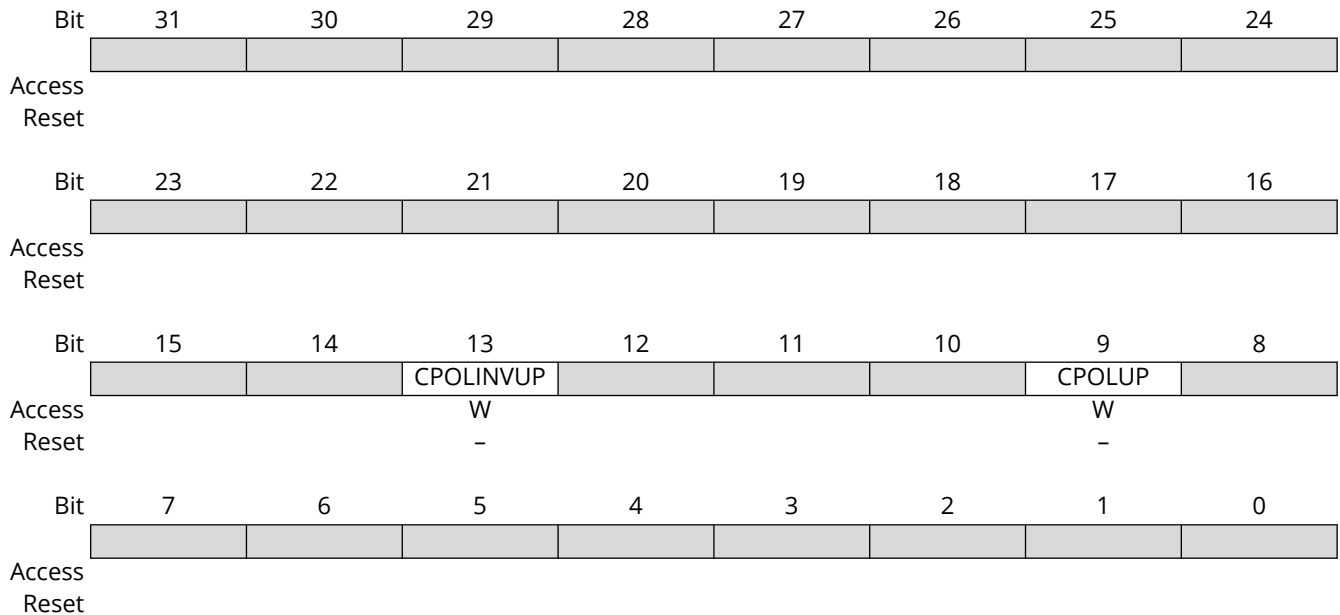 Bit 31 30 29 28 27 26 25 24
Access
Reset
Bit 23 22 21 20 19 18 17 16
Access
Reset
Bit 15 14 13 12 11 10 9 8
CPOLINVUP CPOLUP
Access W W
Reset – –
Bit 7 6 5 4 3 2 1 0
Access
Reset